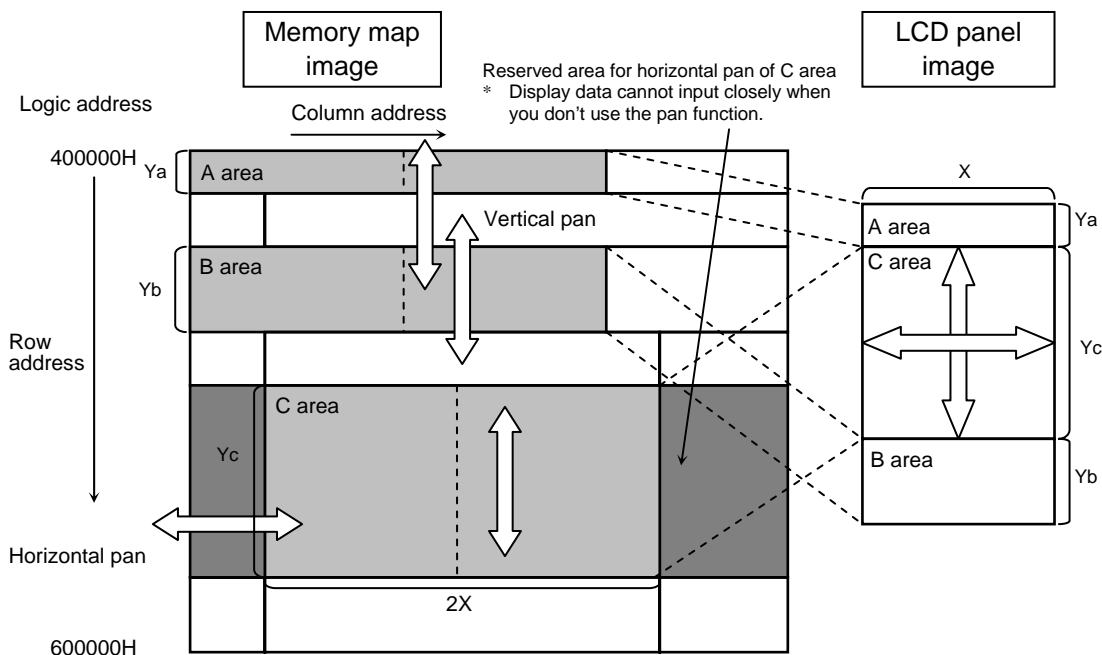 Memory map
image
LCD panel
image
Reserved area for horizontal pan of C area
* Display data cannot input closely when
you don't use the pan function.
Logic address
Column address
400000H
Ya
A area
X
Ya
A area
Vertical pan
B area
C area
Yb
Row
address
Yc
C area
Yc
B area
Yb
Horizontal pan
2X
600000H